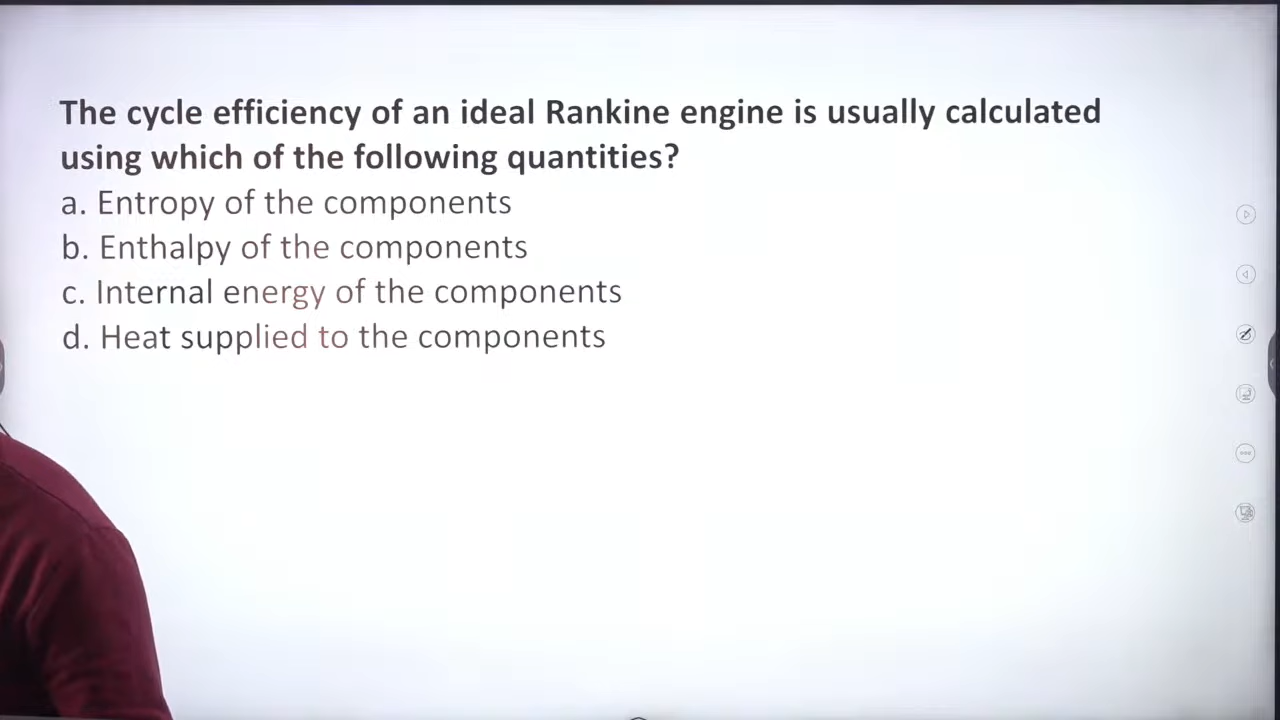 The cycle efficiency of an ideal Rankine engine is usually calculated
using which of the following quantities?
a. Entropy of the components
b. Enthalpy of the components
c. Internal energy of the components
d. Heat supplied to the components